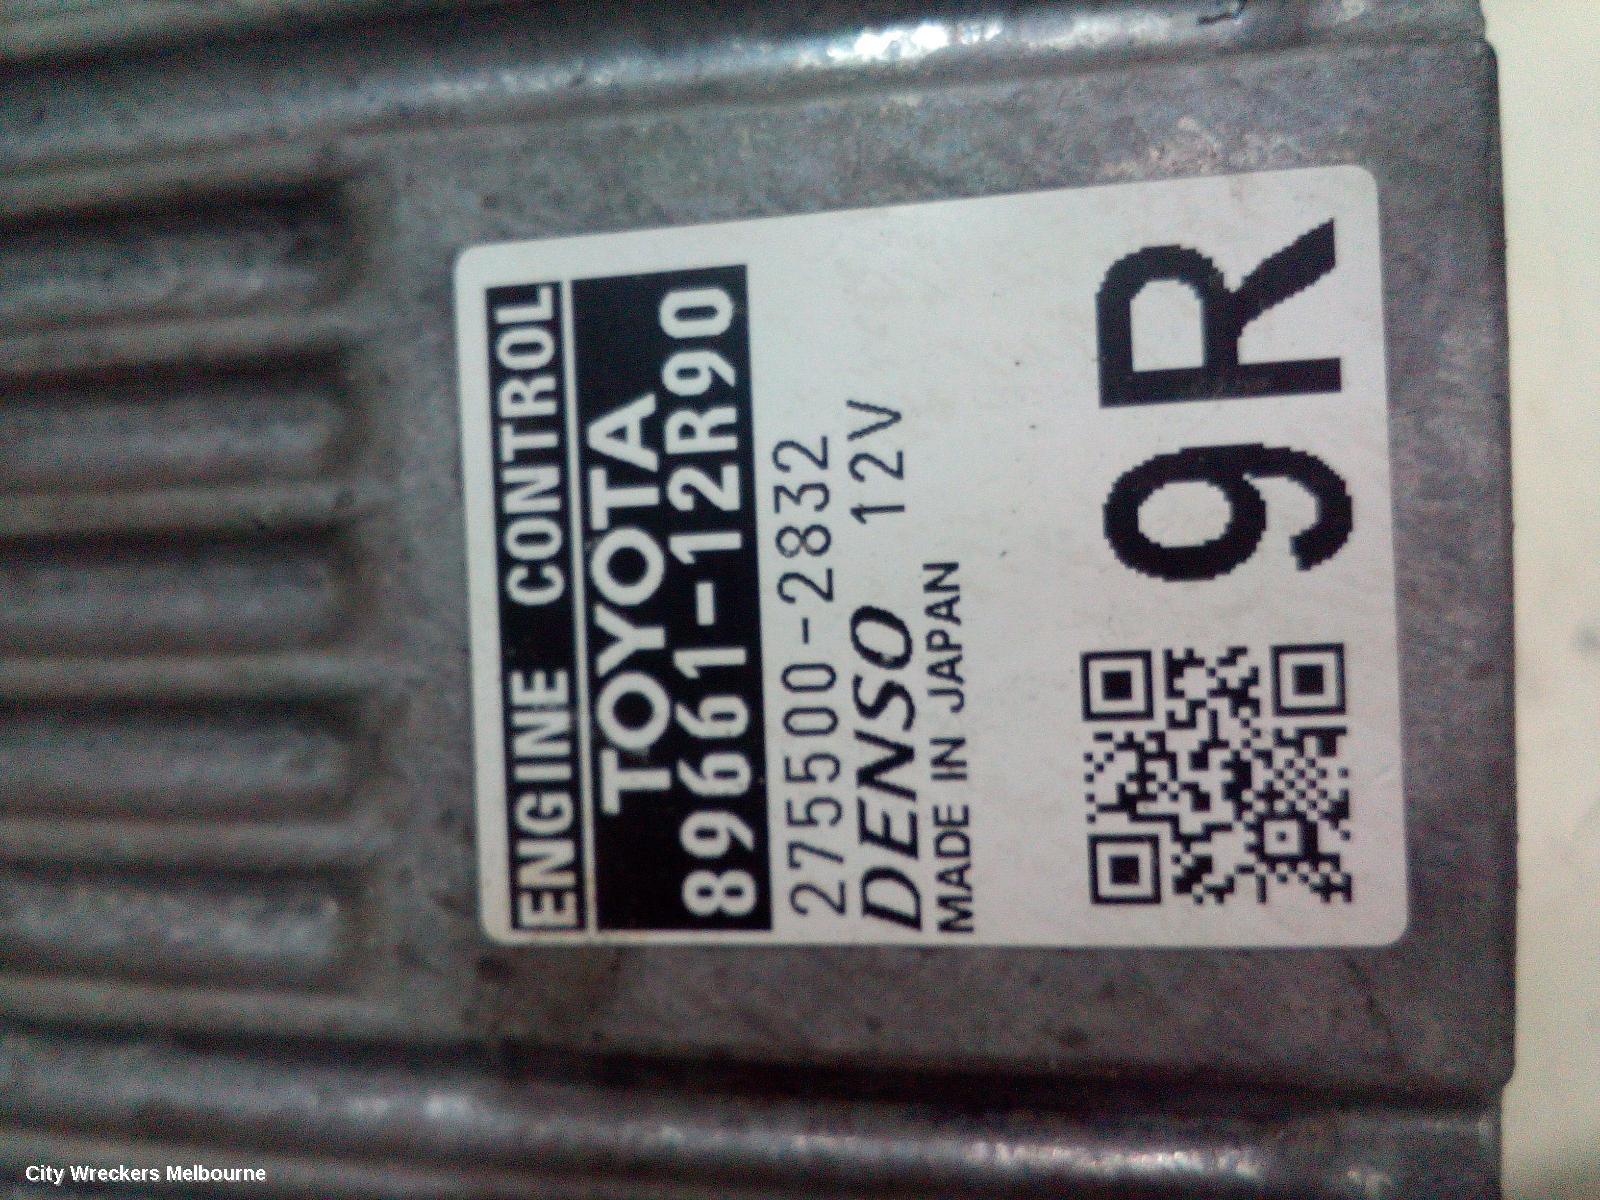 ENGINE CONTROL
TOYOTA
89661-12R90
275500-2832
DENSO 12V
MADE IN JAPAN
9R
City Wreckers Melbourne